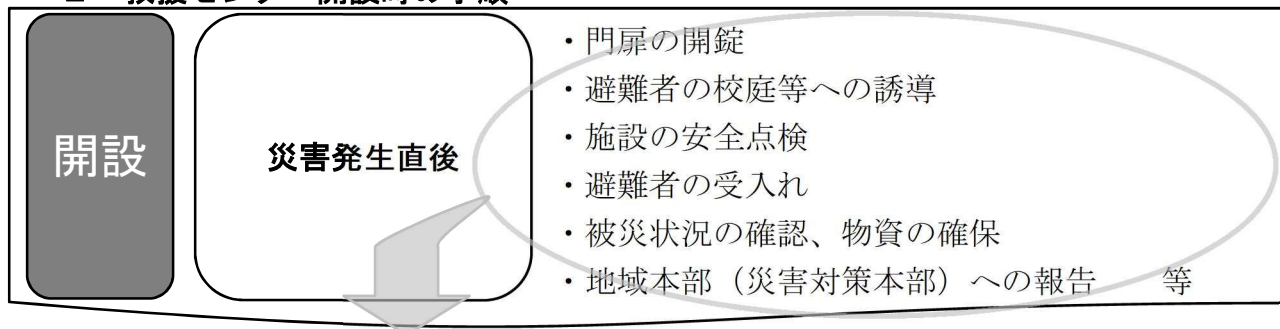 開設
災害発生直後
・門扉の開錠
・避難者の校庭等への誘導
・施設の安全点検
・避難者の受入れ
・被災状況の確認、物資の確保
・地域本部（災害対策本部）への報告　　等